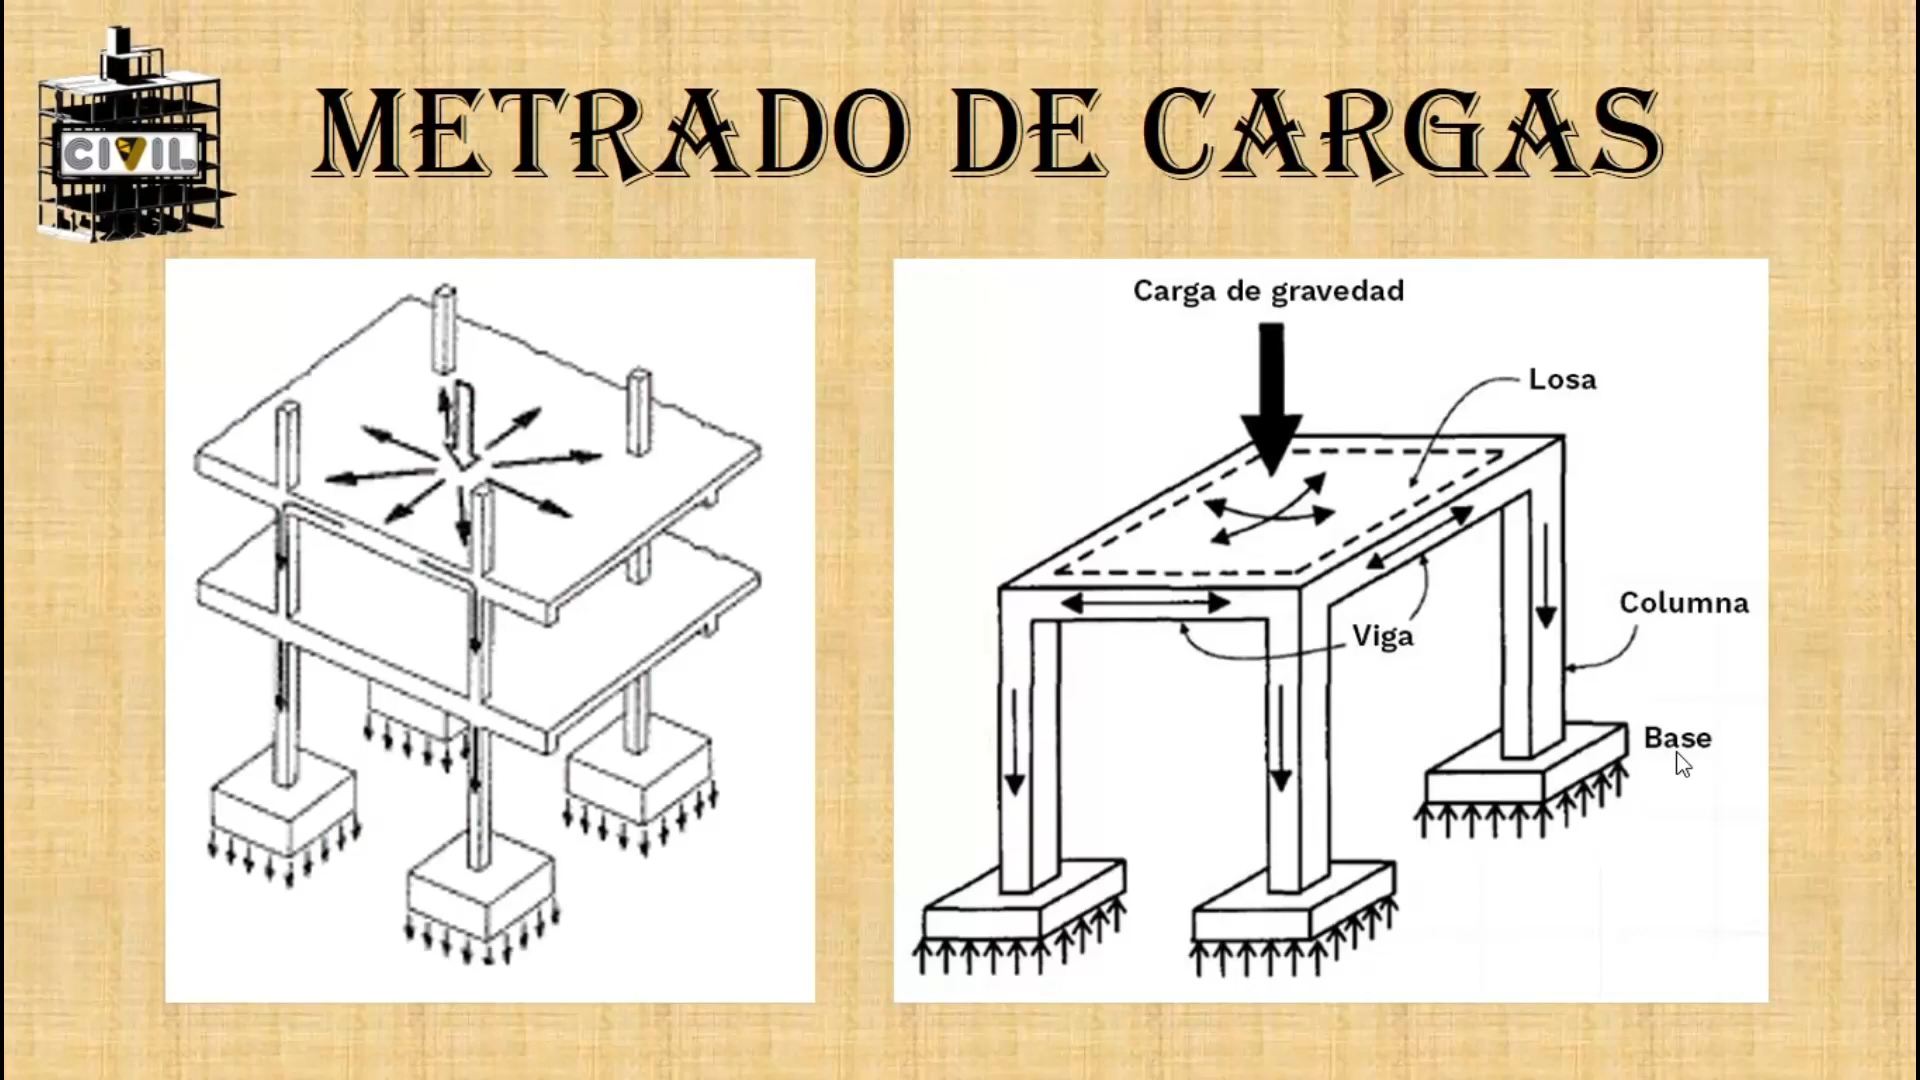 CIVIL
METRADO DE CARGAS
Carga de gravedad
Losa
Columna
Viga
Base